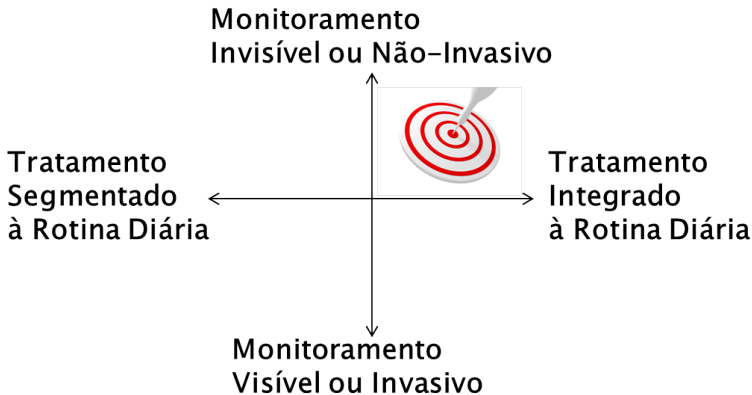 Monitoramento
Invisível ou Não-Invasivo
Tratamento
Segmentado
à Rotina Diária
Tratamento
Integrado
à Rotina Diária
Monitoramento
Visível ou Invasivo